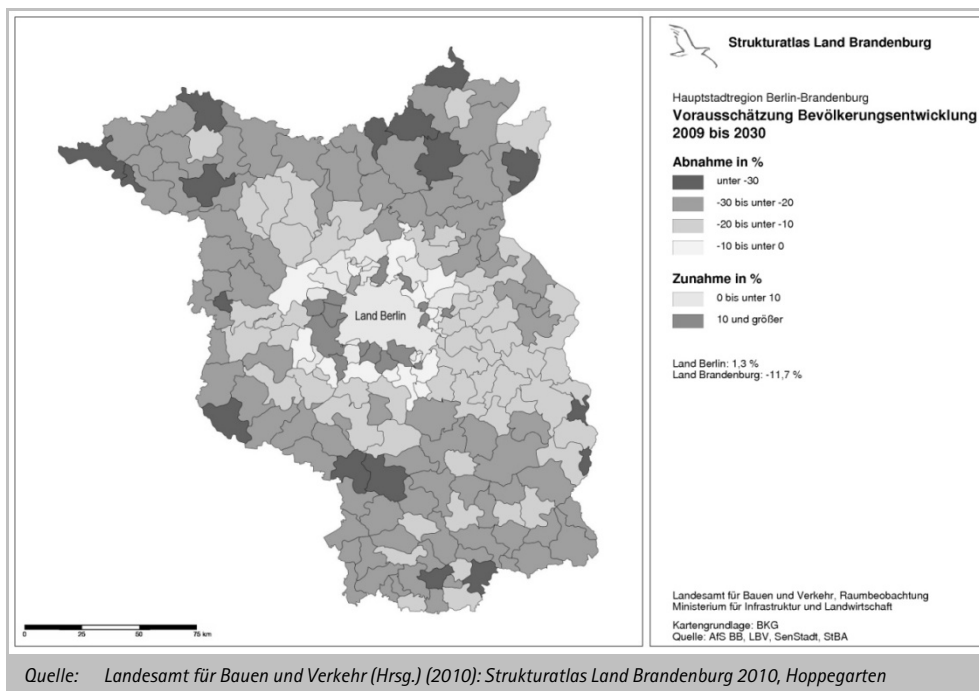 Strukturatlas Land Brandenburg
Hauptstadtregion Berlin-Brandenburg
Vorausschätzung Bevölkerungsentwicklung
2009 bis 2030
Abnahme in %
unter -30
-30 bis unter -20
-20 bis unter -10
-10 bis unter 0
Zunahme in %
0 bis unter 10
10 und größer
Land Berlin: 1,3 %
Land Brandenburg: -11,7 %
Land Berlin
0 25 50 75 km
Landesamt für Bauen und Verkehr, Raumbeobachtung
Ministerium für Infrastruktur und Landwirtschaft
Kartengrundlage: BKG
Quelle: AfS BB, LBV, SenStadt, StBA
Quelle: Landesamt für Bauen und Verkehr (Hrsg.) (2010): Strukturatlas Land Brandenburg 2010, Hoppegarten